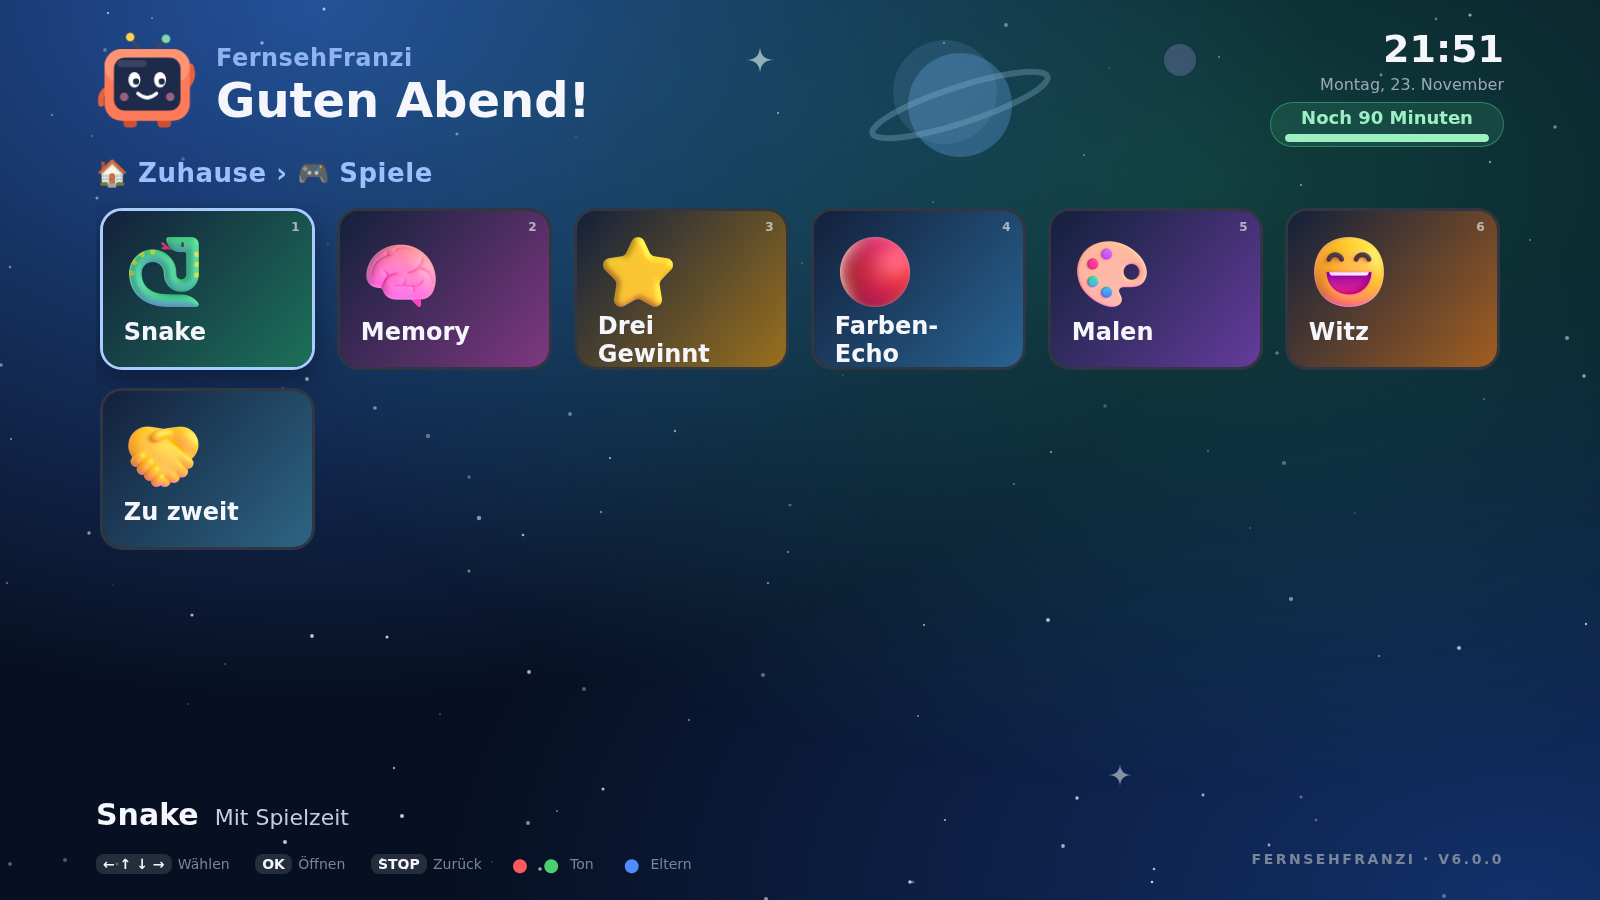 FernsehFranzi
Guten Abend!
21:51
Montag, 23. November
Noch 90 Minuten
Zuhause › Spiele
1
Snake
2
Memory
3
Drei
Gewinnt
4
Farben-
Echo
5
Malen
6
Witz
Zu zweit
Snake Mit Spielzeit
←↑↓→ Wählen OK Öffnen STOP Zurück Ton Eltern
FERNSEHFRANZI · V6.0.0